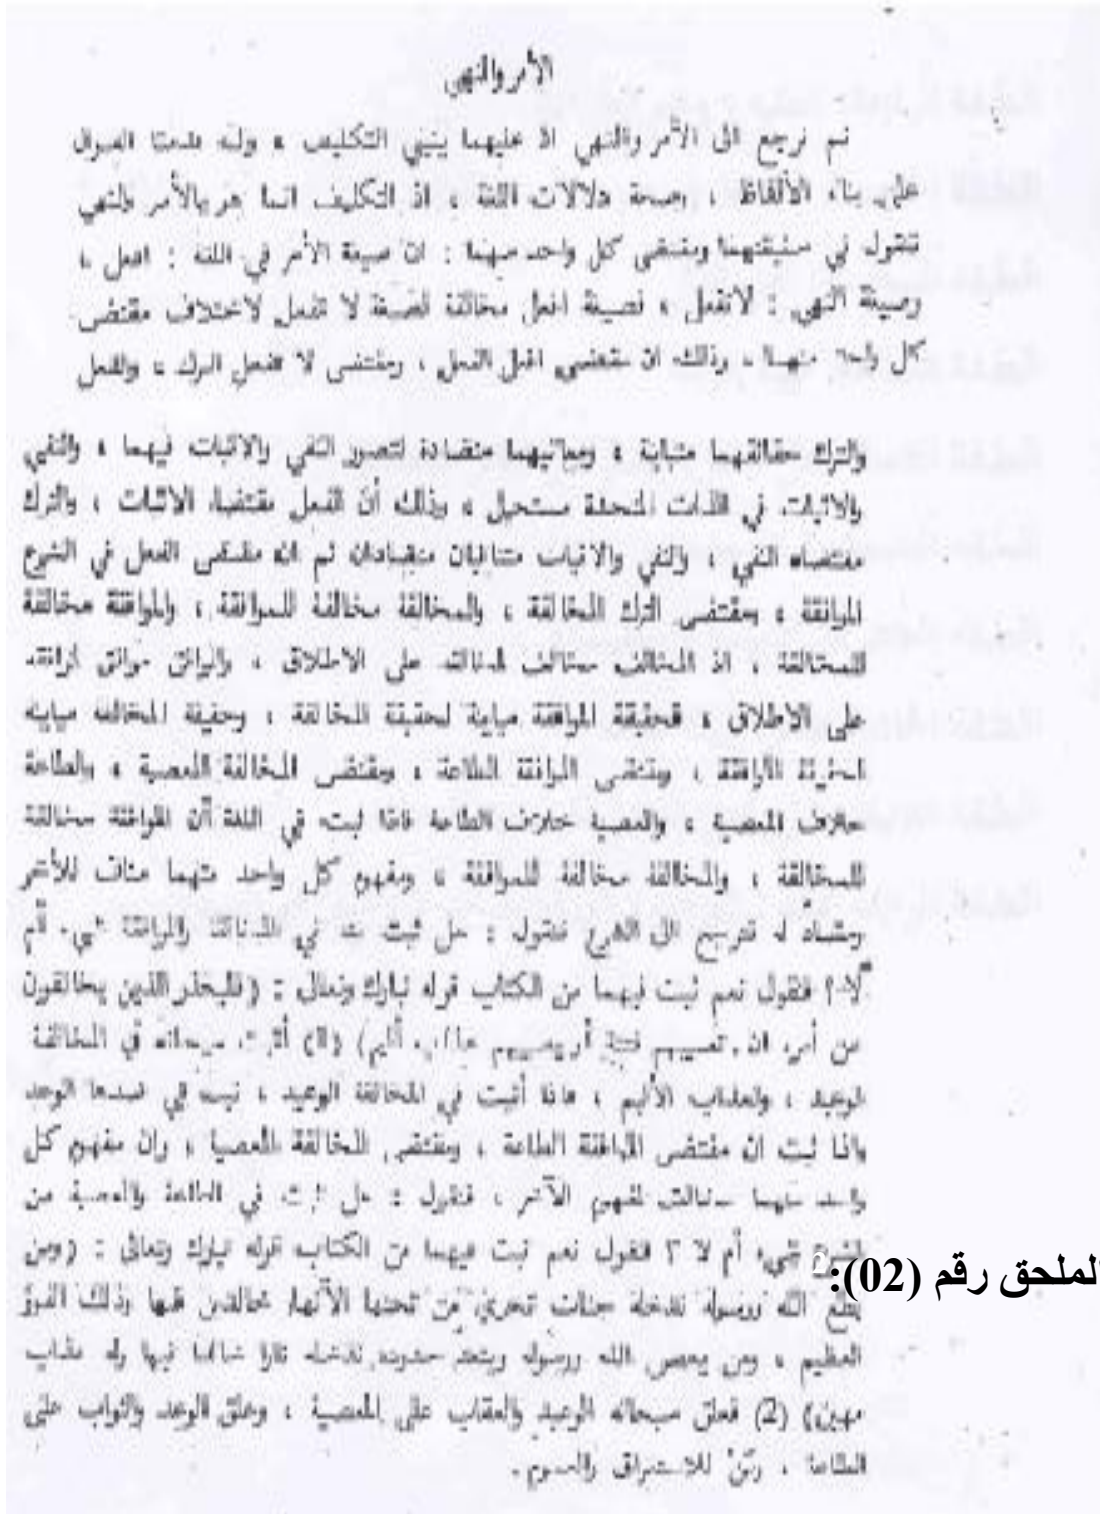 الأمر والنهي
ثم نرجع الى الأمر والنهي اذ عليهما ينبني التكليف ، وله قدمنا
على بناء الألفاظ ، وصحة دلالات اللغة ، اذ التكليف انما هو بالأمر والنهي
فنقول في ومقتضى كل واحد منهما : ان صيغة الأمر في اللغة : افعل ،
وصيغة النهي : لاتفعل ، فصيغة افعل مخالفة لصيغة لا تفعل لاختلاف مقتضى
كل واحد منهما ، وذلك ان مقتضى افعل الفعل ، ومقتضى لا تفعل الترك ، والفعل
والترك حقائقهما متباينة ، ومعانيهما متضادة لتصور النفي والاثبات فيهما ، والنفي
والاثبات في الذات المتحدة مستحيل ، وذلك أن الفعل مقتضاه الاثبات ، والترك
مقتضاه النفي ، والنفي والاثبات متنافيان متضادان ثم ان مقتضى الفعل في الشرع
الموافقة ، ومقتضى الترك المخالفة ، والمخالفة مخالفة للموافقة ، والموافقة مخالفة
للمخالفة ، اذ المخالف مخالف على الاطلاق ، والموافق موافق
على الاطلاق ، فحقيقة الموافقة مباينة لحقيقة المخالفة ، وحقيقة المخالفة مباينة
لحقيقة الموافقة ، ومقتضى الموافقة الطاعة ، ومقتضى المخالفة المعصية ، والطاعة
خلاف المعصية ، والمعصية خلاف الطاعة فاذا ثبت في اللغة أن الموافقة مخالفة
للمخالفة ، والمخالفة مخالفة للموافقة ، ومفهوم كل واحد منهما مناف للآخر
ومضاد له فنرجع الى الشرع فنقول : هل ثبت منه في المخالفة والموافقة شيء أم
لا ؟ فنقول نعم ثبت فيهما من الكتاب قوله تبارك وتعالى : (فليحذر الذين يخالفون
عن أمره ان تصيبهم فتنة أو يصيبهم عذاب أليم) (1) أثبت سبحانه في المخالفة
الوعيد ، والعذاب الأليم ، فاذا أثبت في المخالفة الوعيد ، ثبت في ضدها الوعد
واذا ثبت ان مقتضى الموافقة الطاعة ، ومقتضى المخالفة المعصية ، وان مفهوم كل
واحد منهما مخالف لمفهوم الآخر ، فنقول : هل ثبت في الطاعة والمعصية من
الشرع شيء أم لا ؟ فنقول نعم ثبت فيهما من الكتاب قوله تبارك وتعالى : (ومن
يطع الله ورسوله ندخله جنات تجري من تحتها الأنهار خالدين فيها وذلك الفوز
العظيم ، ومن يعص الله ورسوله ويتعد حدوده ندخله نارا خالدا فيها وله عذاب
مهين) (2) فعلق سبحانه الوعيد والعقاب على المعصية ، وعلق الوعد والثواب على
الطاعة ، للاستغراق والعموم .
الملحق رقم (02):